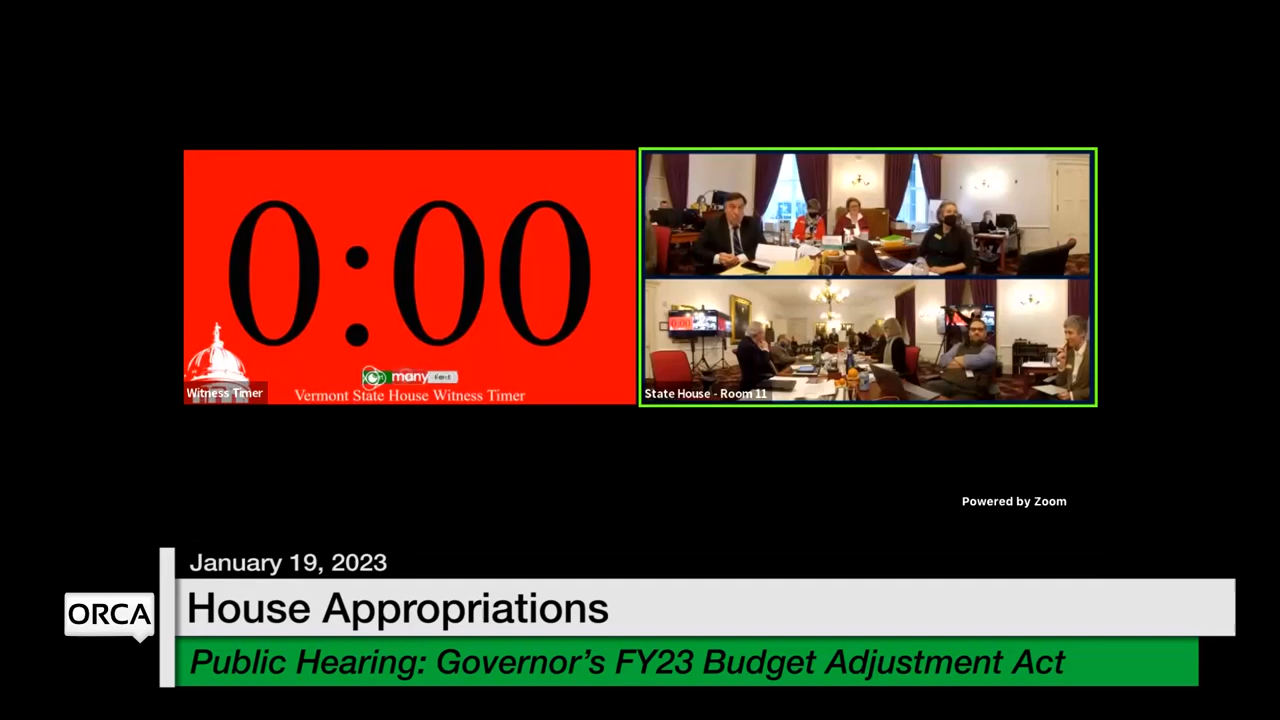 0:00
many
Witness Timer
Vermont State House Witness Timer
State House - Room 11
Powered by Zoom
January 19, 2023
ORCA
House Appropriations
Public Hearing: Governor's FY23 Budget Adjustment Act